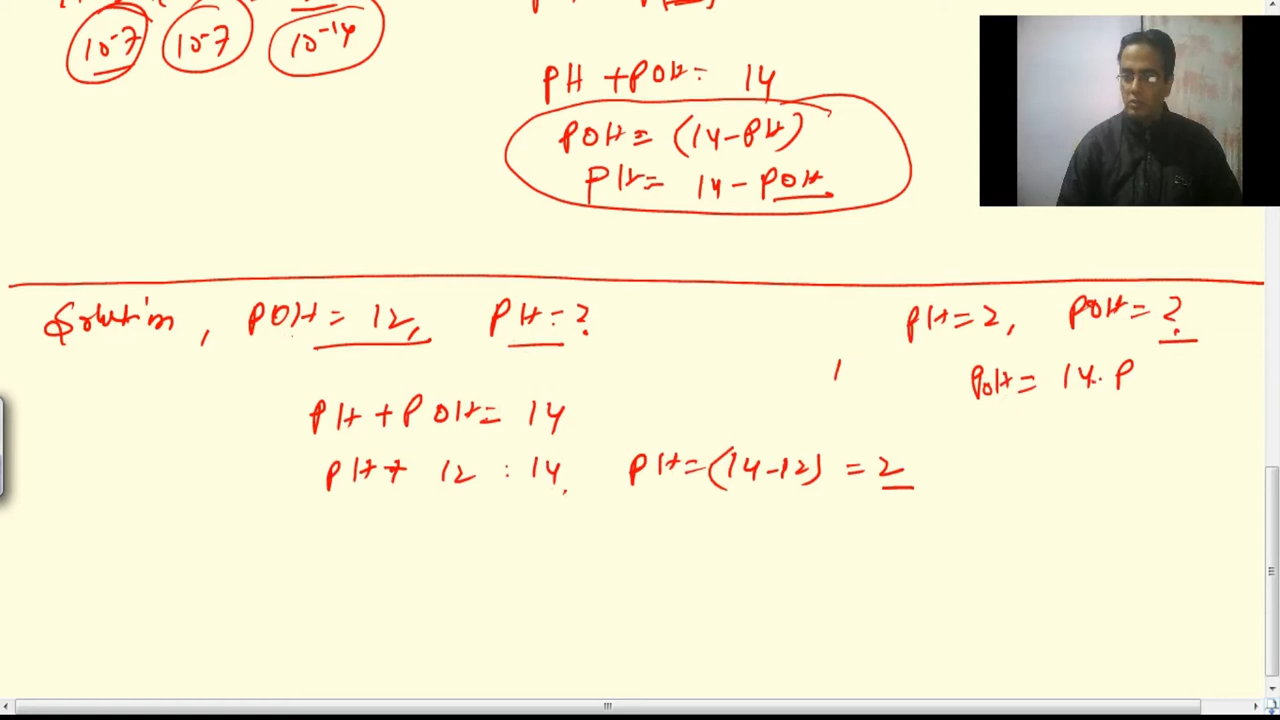 10-7 10-7 10-14
PH + POH = 14
POH = (14-PH)
PH = 14 - POH
Solution, POH = 12, PH = ?
PH + POH = 14
PH + 12 : 14, PH = (14-12) = 2
PH = 2, POH = ?
POH = 14. P